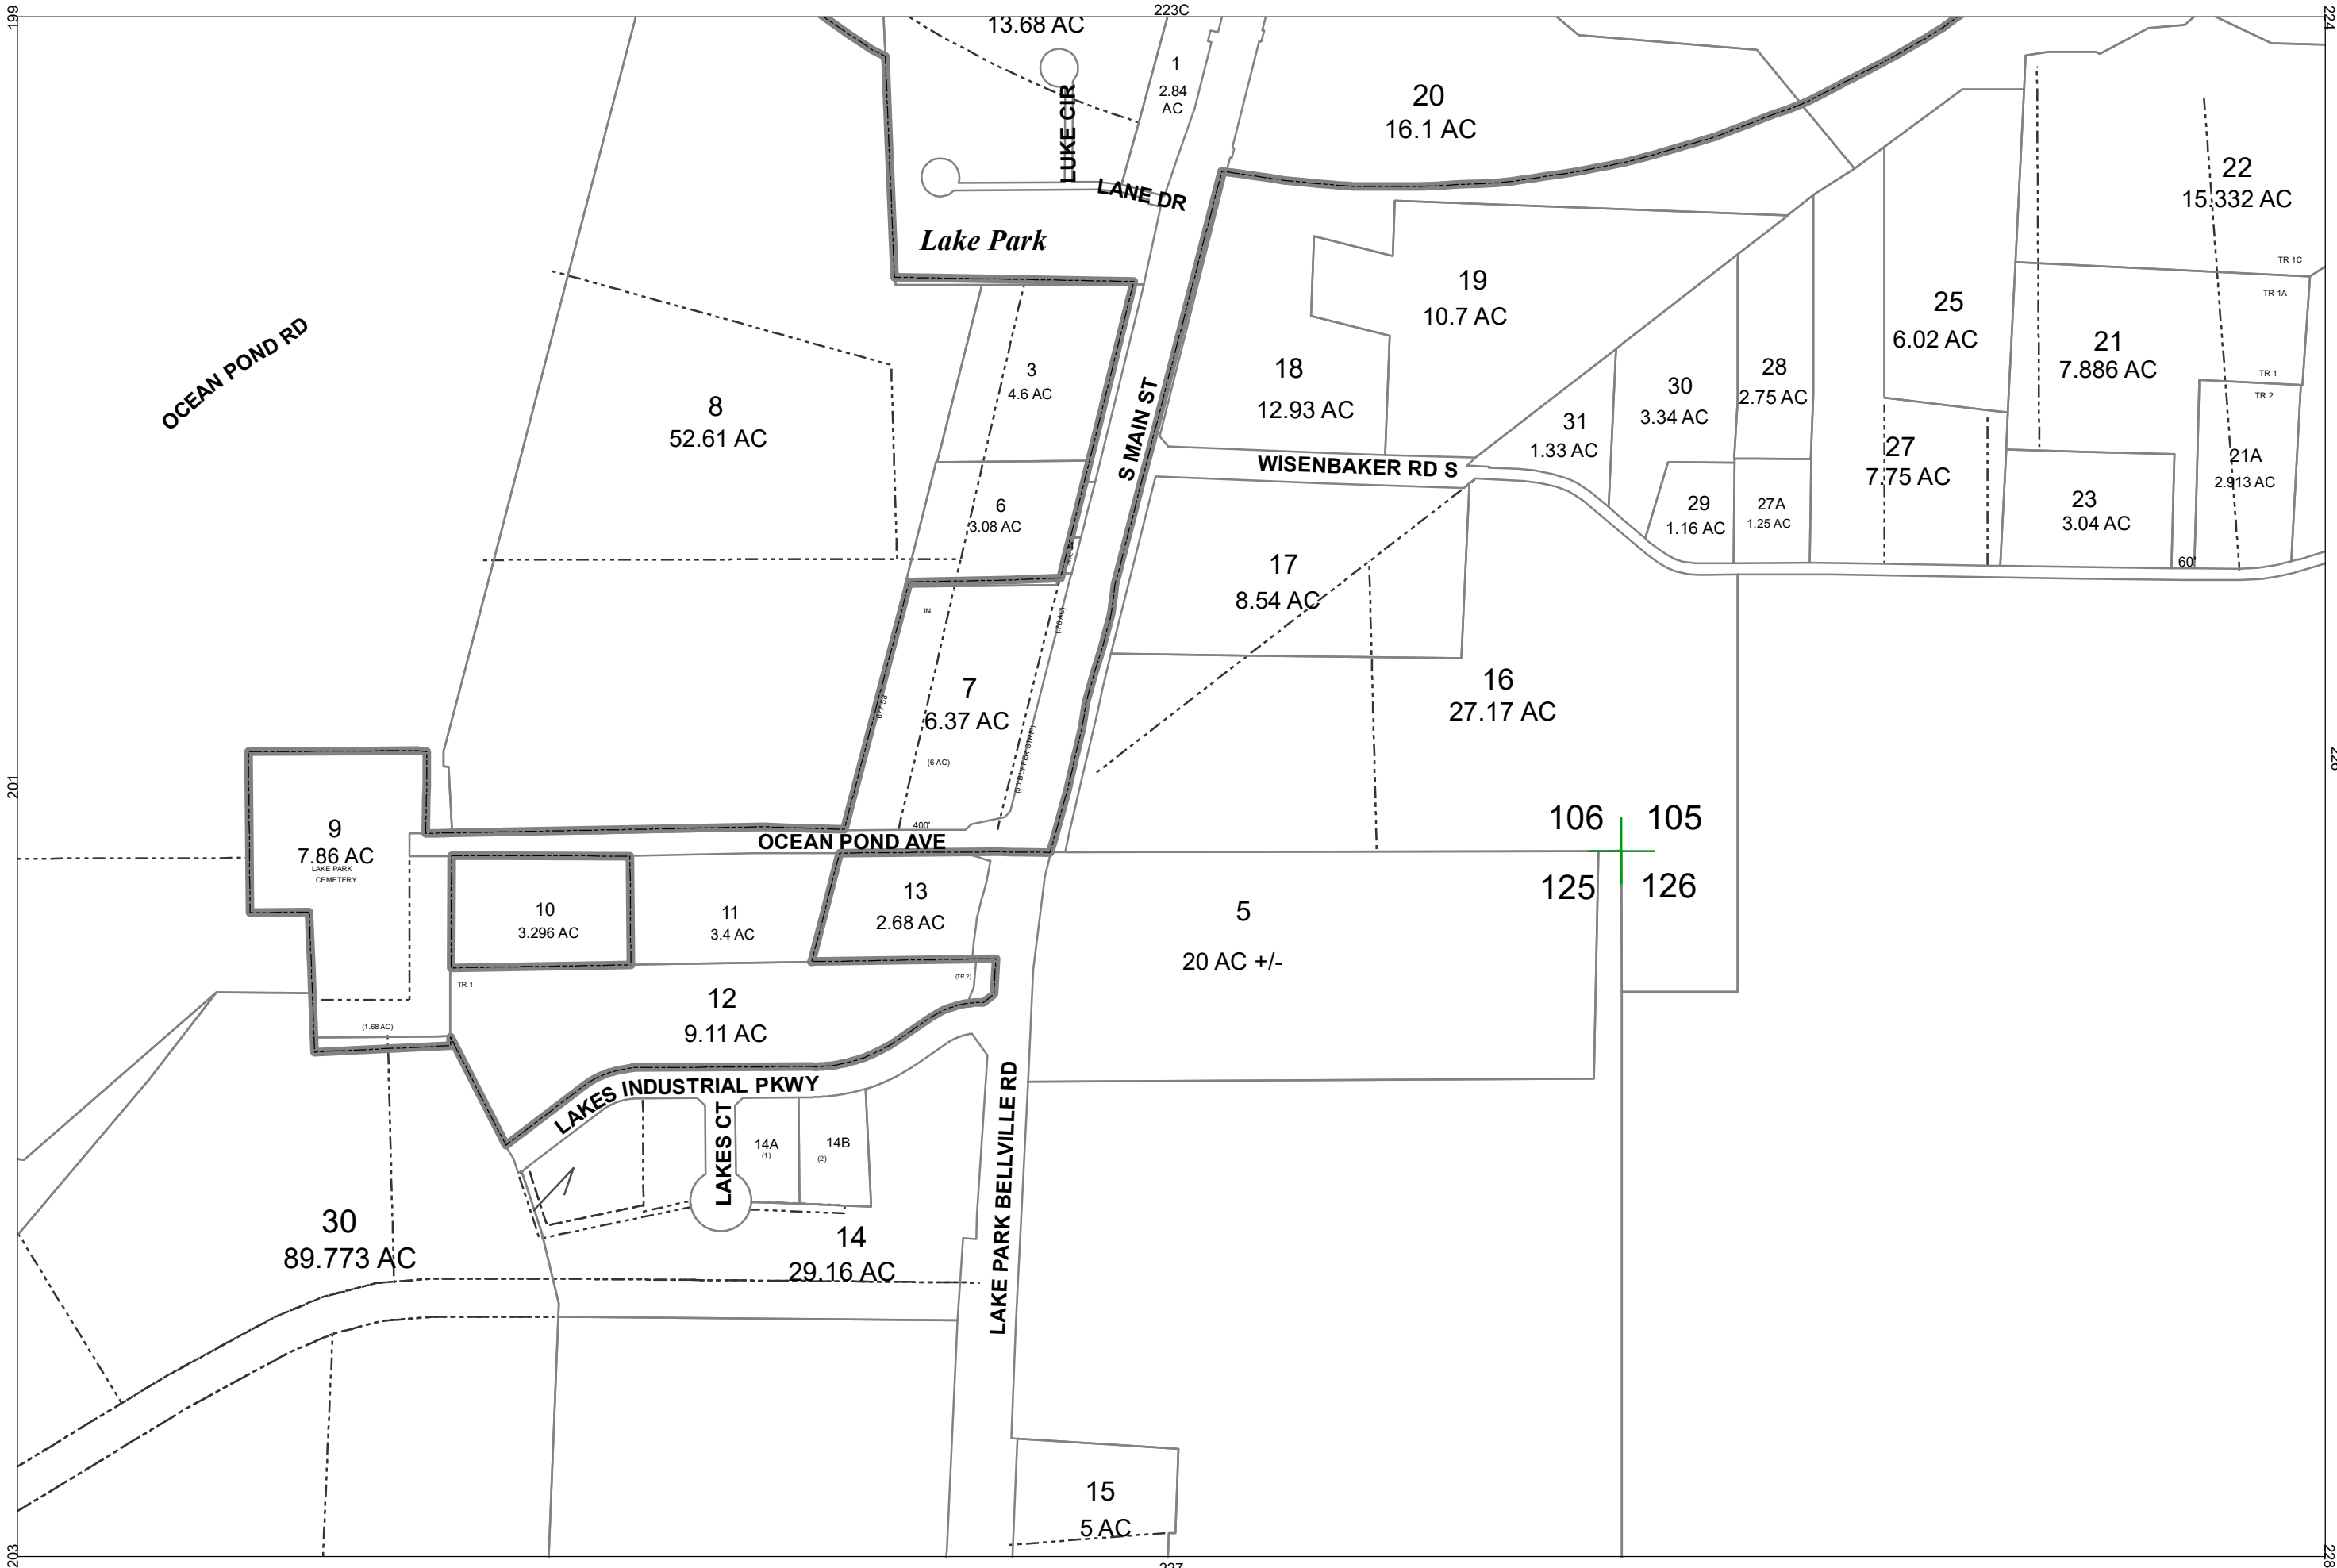 199
223C
224
13.68 AC
1
2.84
AC
LUKE CIR
LANE DR
20
16.1 AC
22
15.332 AC
Lake Park
TR 1C
TR 1A
19
10.7 AC
25
6.02 AC
21
7.886 AC
OCEAN POND RD
8
52.61 AC
3
4.6 AC
S MAIN ST
18
12.93 AC
28
2.75 AC
30
3.34 AC
31
1.33 AC
TR 1
TR 2
27
7.75 AC
21A
2.913 AC
WISENBAKER RD S
6
3.08 AC
29
1.16 AC
27A
1.25 AC
23
3.04 AC
60'
17
8.54 AC
IN
7
6.37 AC
677.58'
(6 AC)
(50' BUFFER STRIP)
400'
16
27.17 AC
201
106
105
125
126
9
7.86 AC
LAKE PARK
CEMETERY
OCEAN POND AVE
10
3.296 AC
11
3.4 AC
13
2.68 AC
5
20 AC +/-
TR 1
(TR 2)
12
9.11 AC
(1.68 AC)
LAKES INDUSTRIAL PKWY
LAKES CT
14A
(1)
14B
(2)
LAKE PARK BELLVILLE RD
30
89.773 AC
14
29.16 AC
15
5 AC
203
227
228